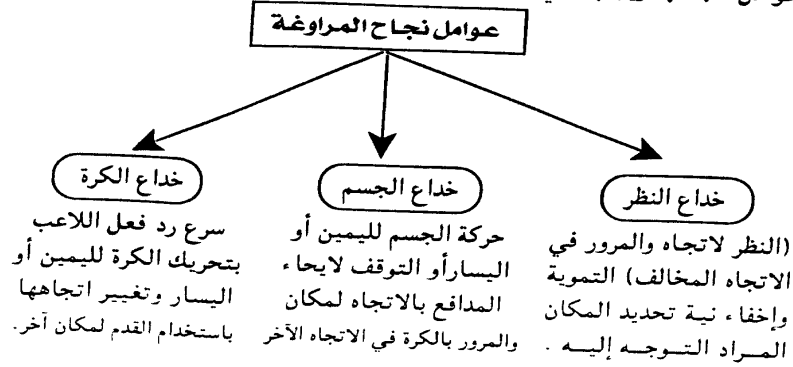 عوامل نجاح المراوغة
خداع النظر
(النظر لاتجاه والمرور في
الاتجاه المخالف) التموية
وإخفاء نية تحديد المكان
المراد التوجه إليه .
خداع الجسم
حركة الجسم لليمين أو
اليسارأو التوقف لايحاء
المدافع بالاتجاه لمكان
والمرور بالكرة في الاتجاه الآخر
خداع الكرة
سرع رد فعل اللاعب
بتحريك الكرة لليمين أو
اليسار وتغيير اتجاهها
باستخدام القدم لمكان آخر.